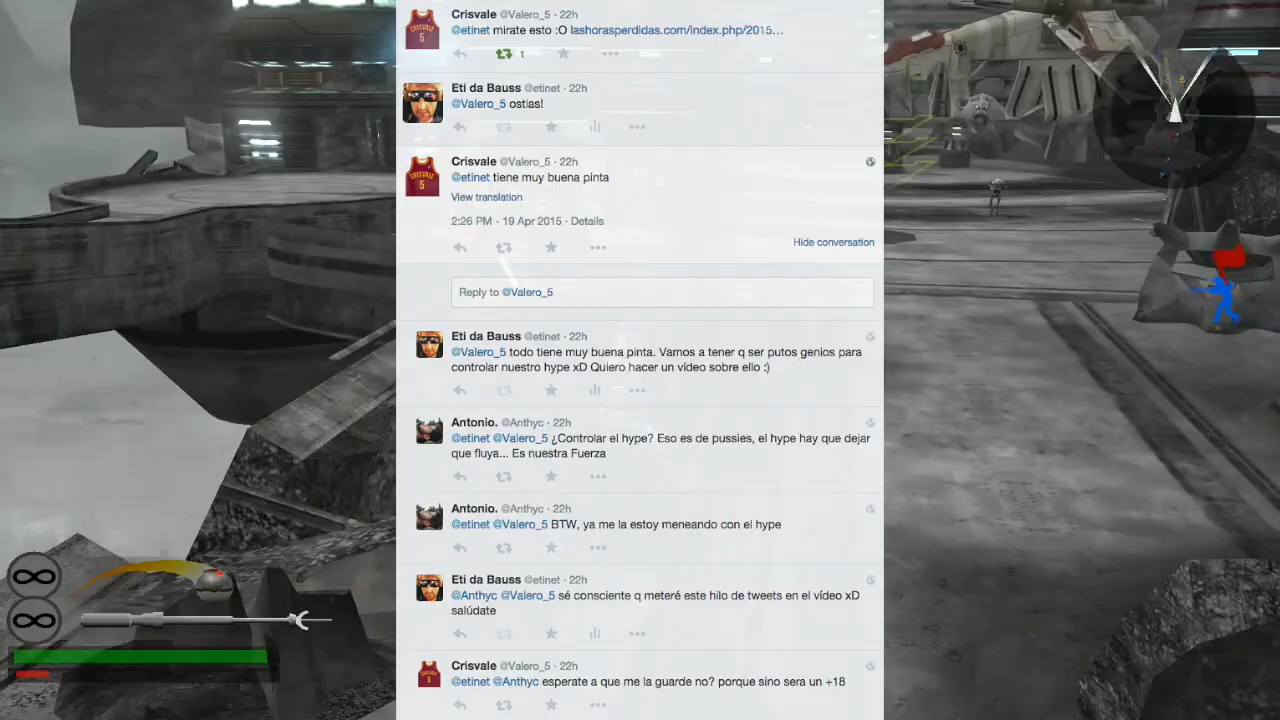 Crisvale @Valero_5 · 22h
@etinet mirate esto :O lashorasperdidas.com/index.php/2015…
1
Eti da Bauss @etinet · 22h
@Valero_5 ostias!
Crisvale @Valero_5 · 22h
@etinet tiene muy buena pinta
View translation
2:26 PM - 19 Apr 2015 · Details
Hide conversation
Reply to @Valero_5
Eti da Bauss @etinet · 22h
@Valero_5 todo tiene muy buena pinta. Vamos a tener q ser putos genios para
controlar nuestro hype xD Quiero hacer un vídeo sobre ello :)
Antonio. @Anthyc · 22h
@etinet @Valero_5 ¿Controlar el hype? Eso es de pussies, el hype hay que dejar
que fluya... Es nuestra Fuerza
Antonio. @Anthyc · 22h
@etinet @Valero_5 BTW, ya me la estoy meneando con el hype
Eti da Bauss @etinet · 22h
@Anthyc @Valero_5 sé consciente q meteré este hilo de tweets en el vídeo xD
salúdate
Crisvale @Valero_5 · 22h
@etinet @Anthyc esperate a que me la guarde no? porque sino sera un +18